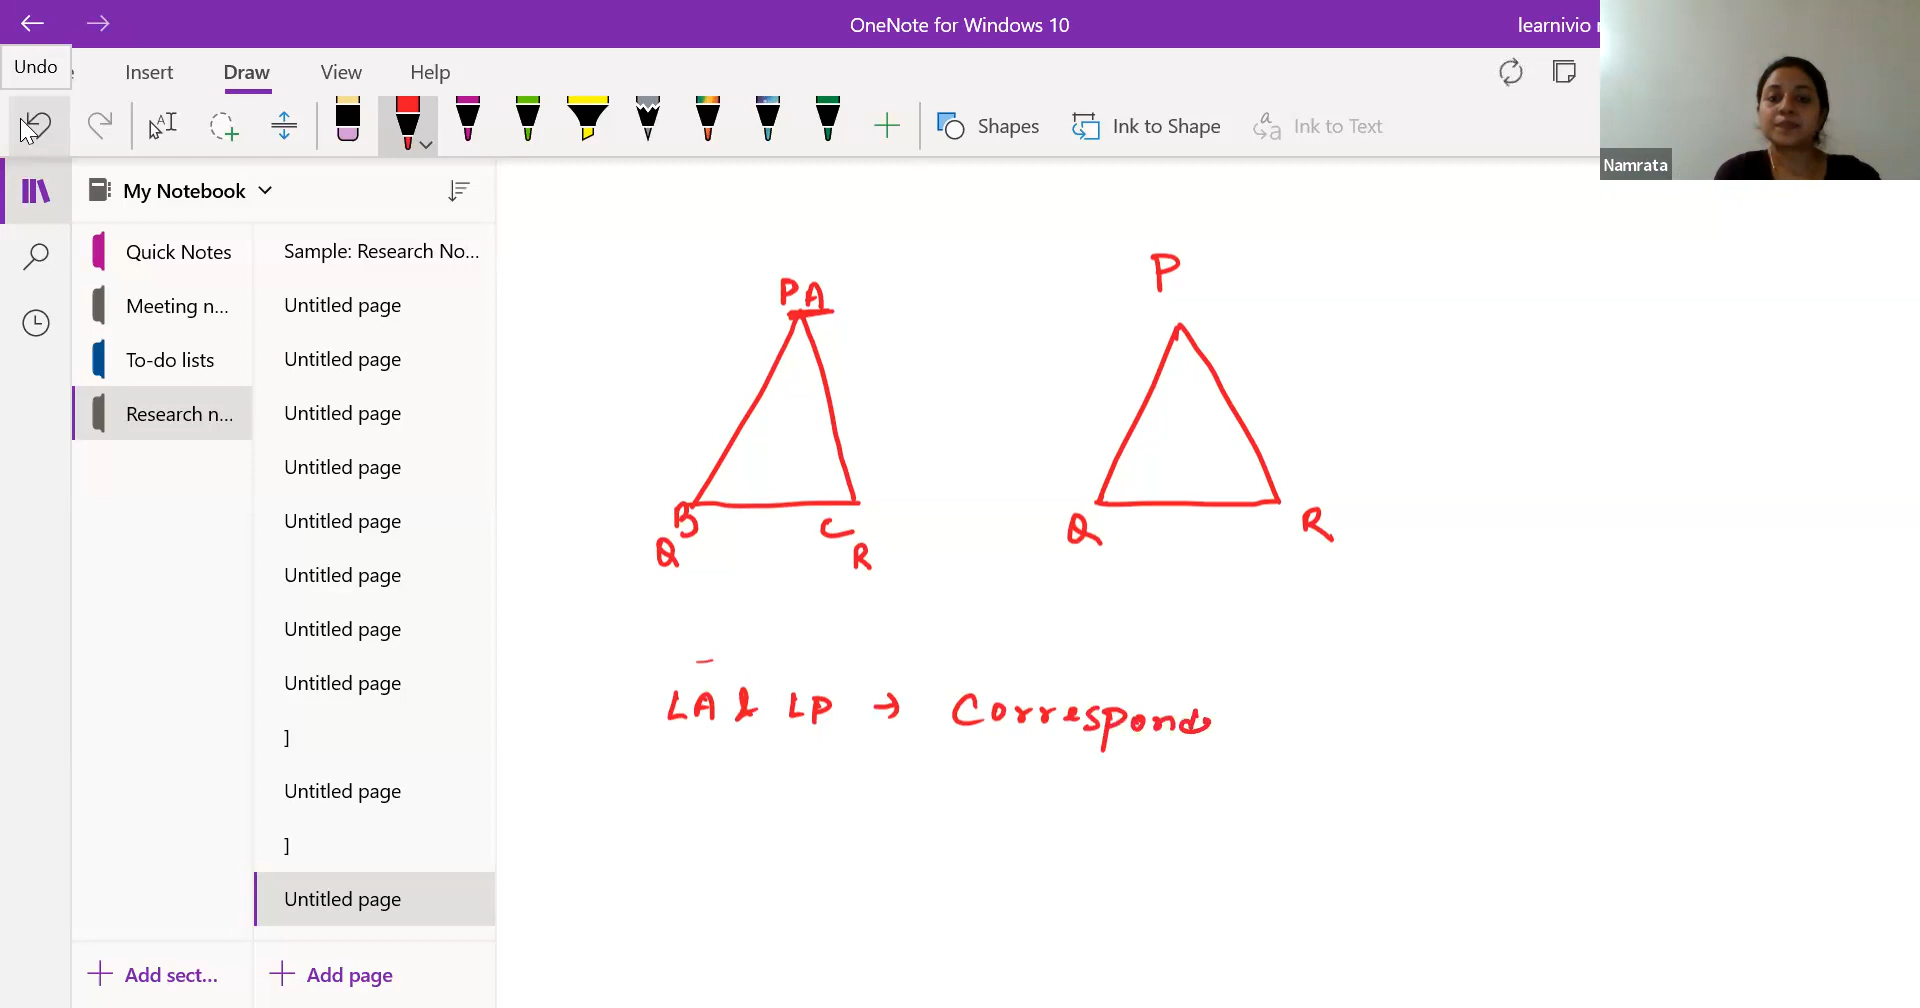 OneNote for Windows 10
learnivio
Undo
Insert
Draw
View
Help
Shapes
Ink to Shape
Ink to Text
Namrata
My Notebook
Quick Notes
Meeting n...
To-do lists
Research n...
Sample: Research No...
Untitled page
Untitled page
Untitled page
Untitled page
Untitled page
Untitled page
Untitled page
Untitled page
]
Untitled page
]
Untitled page
Add sect...
Add page
P A
B
Q
C
R
P
Q
R
∠A & ∠P → Correspond